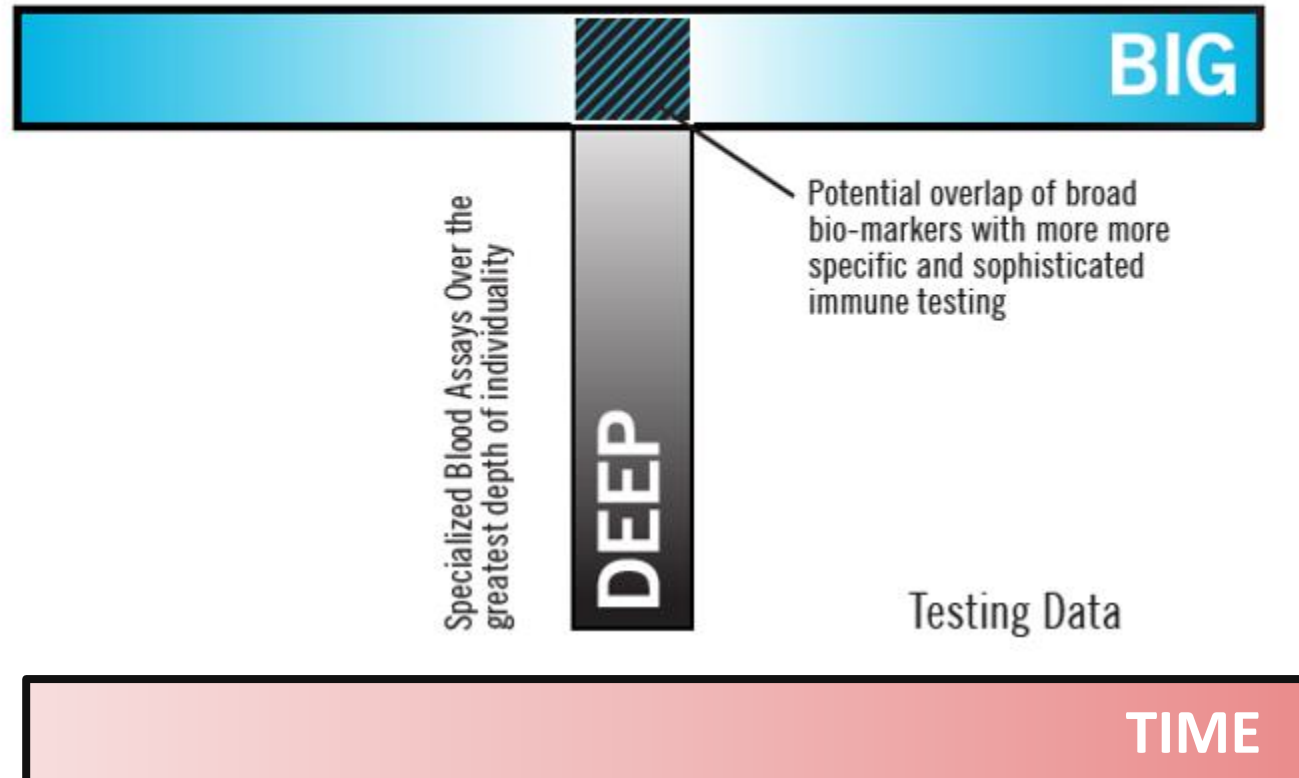 BIG
Potential overlap of broad
bio-markers with more more
specific and sophisticated
immune testing
Specialized Blood Assays Over the
greatest depth of individuality
DEEP
Testing Data
TIME